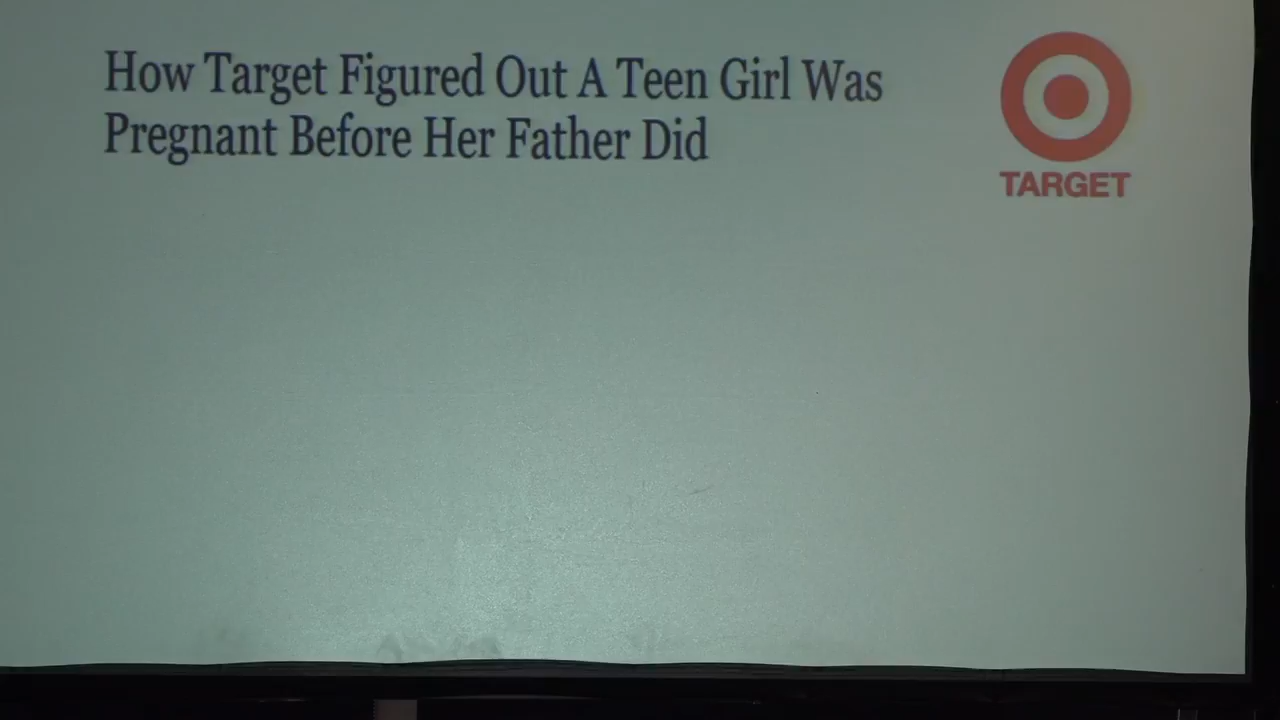 How Target Figured Out A Teen Girl Was
Pregnant Before Her Father Did
TARGET